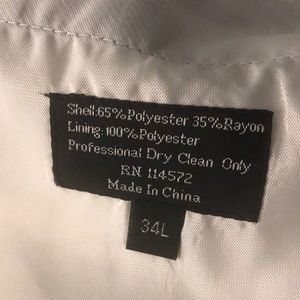 Shell:65%Polyester 35%Rayon
Lining:100%Polyester
Professional Dry Clean Only
RN 114572
Made In China
34L